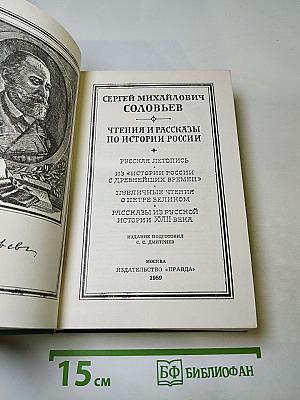 СЕРГЕЙ МИХАЙЛОВИЧ
СОЛОВЬЕВ
ЧТЕНИЯ И РАССКАЗЫ
ПО ИСТОРИИ РОССИИ
РУССКАЯ ЛЕТОПИСЬ
ИЗ «ИСТОРИИ РОССИИ
С ДРЕВНЕЙШИХ ВРЕМЕН»
ПУБЛИЧНЫЕ ЧТЕНИЯ
О ПЕТРЕ ВЕЛИКОМ
РАССКАЗЫ ИЗ РУССКОЙ
ИСТОРИИ XVIII ВЕКА
ИЗДАНИЕ ПОДГОТОВИЛ
С. С. ДМИТРИЕВ
МОСКВА
ИЗДАТЕЛЬСТВО «ПРАВДА»
1989
15 см
БФ БИБЛИОФАН